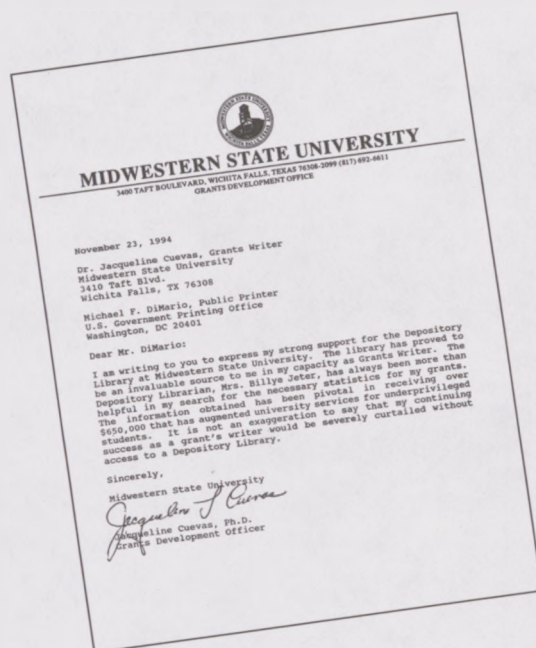 MIDWESTERN STATE UNIVERSITY
3400 TAFT BOULEVARD, WICHITA FALLS, TEXAS 76308-2099 (817) 692-6611
GRANTS DEVELOPMENT OFFICE
November 23, 1994
Dr. Jacqueline Cuevas, Grants Writer
Midwestern State University
3410 Taft Blvd.
Wichita Falls, TX 76308
Michael F. DiMario, Public Printer
U.S. Government Printing Office
Washington, DC 20401
Dear Mr. DiMario:
I am writing to you to express my strong support for the Depository
Library at Midwestern State University. The library has proved to
be an invaluable source to me in my capacity as Grants Writer. The
Depository Librarian, Mrs. Billye Jeter, has always been more than
helpful in my search for the necessary statistics for my grants.
The information obtained has been pivotal in receiving over
$650,000 that has augmented university services for underprivileged
students. It is not an exaggeration to say that my continuing
success as a grant's writer would be severely curtailed without
access to a Depository Library.
Sincerely,
Midwestern State University
Jacqueline S Cuevas
Jacqueline Cuevas, Ph.D.
Grants Development Officer